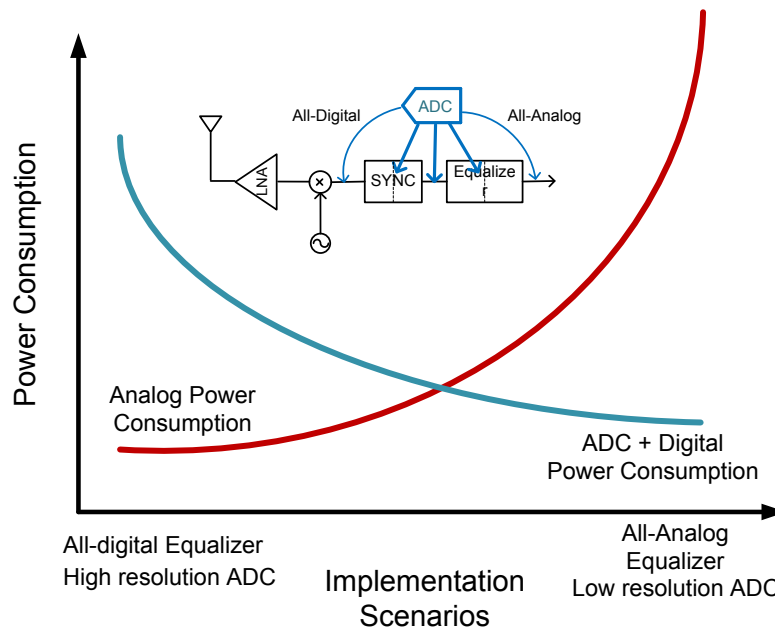 ADC
All-Digital
All-Analog
LNA
×
SYNC
Equalize
r
Power Consumption
Analog Power
Consumption
ADC + Digital
Power Consumption
All-digital Equalizer
High resolution ADC
Implementation
Scenarios
All-Analog
Equalizer
Low resolution ADC